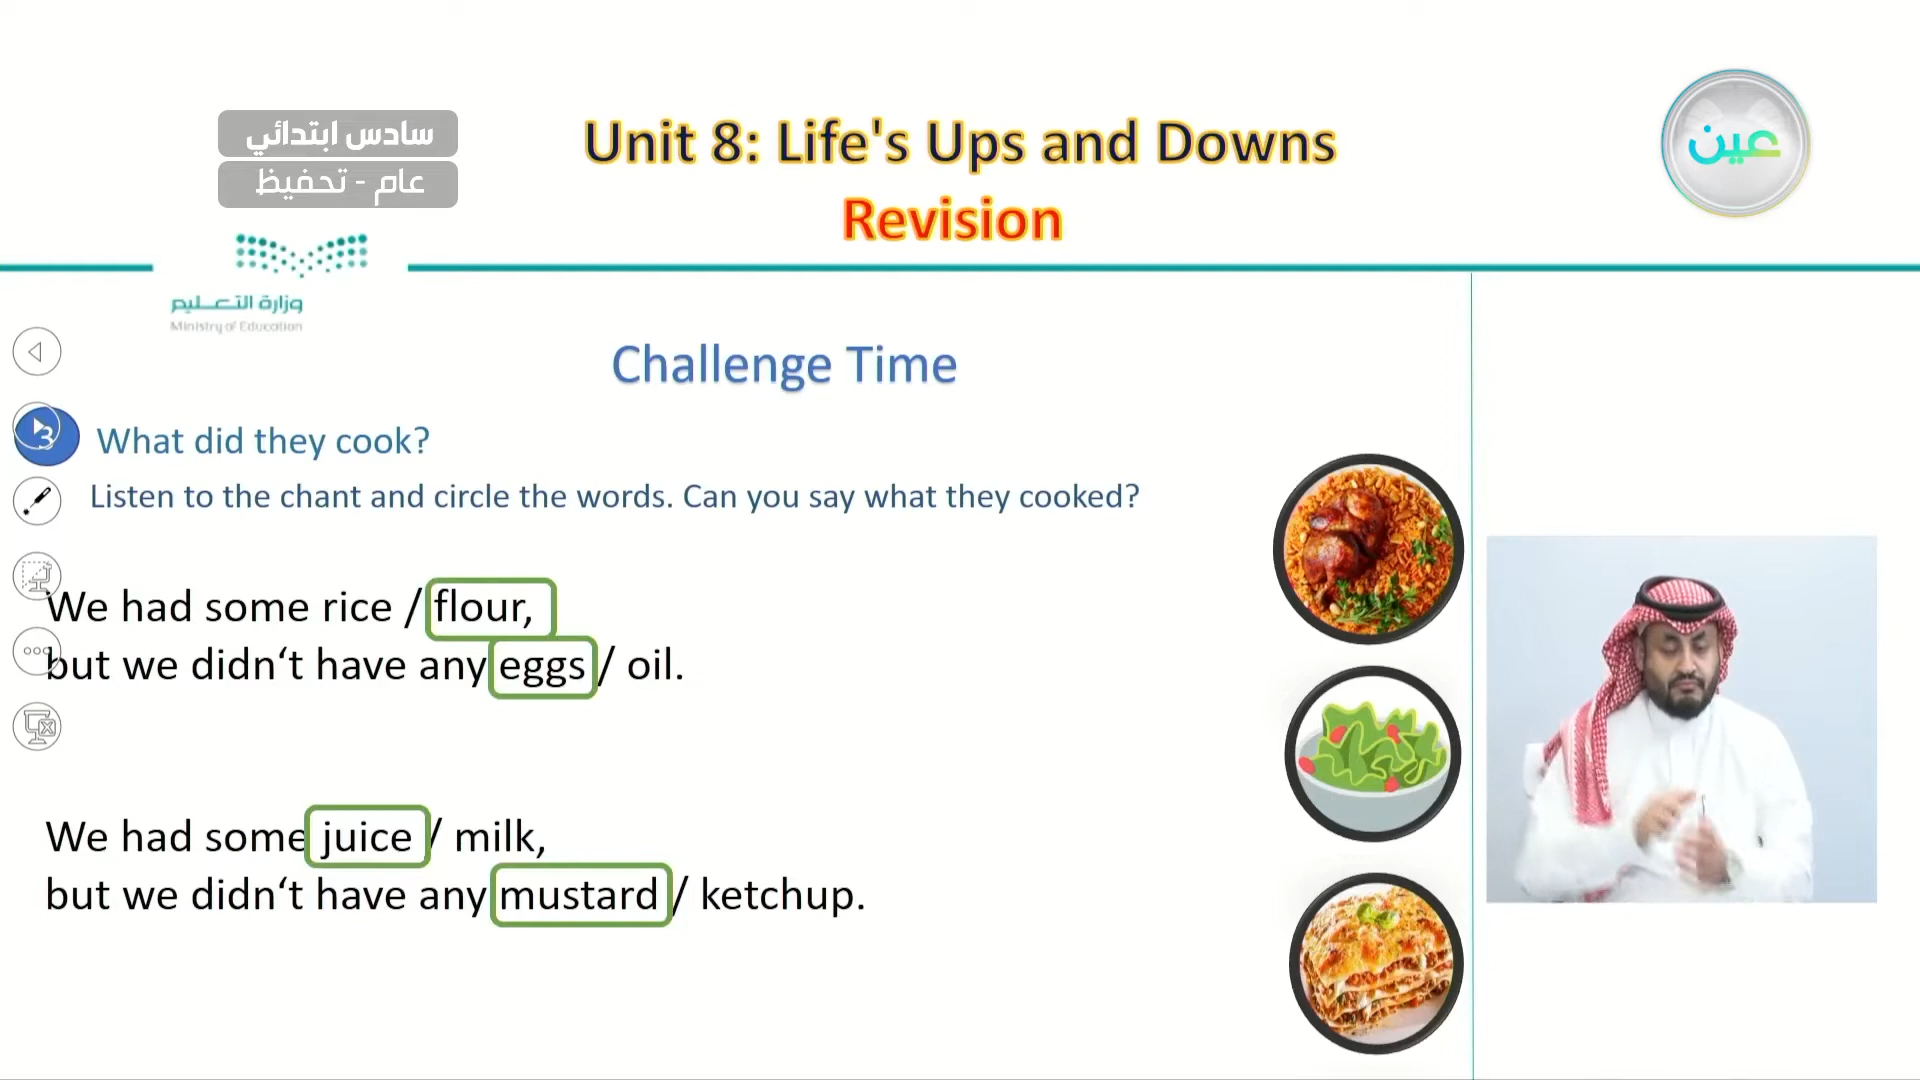 سادس ابتدائي
عام - تحفيظ
Unit 8: Life's Ups and Downs
Revision
عين
وزارة التعليم
Ministry of Education
Challenge Time
3 What did they cook?
Listen to the chant and circle the words. Can you say what they cooked?
We had some rice / flour,
but we didn‘t have any eggs / oil.
We had some juice / milk,
but we didn‘t have any mustard / ketchup.